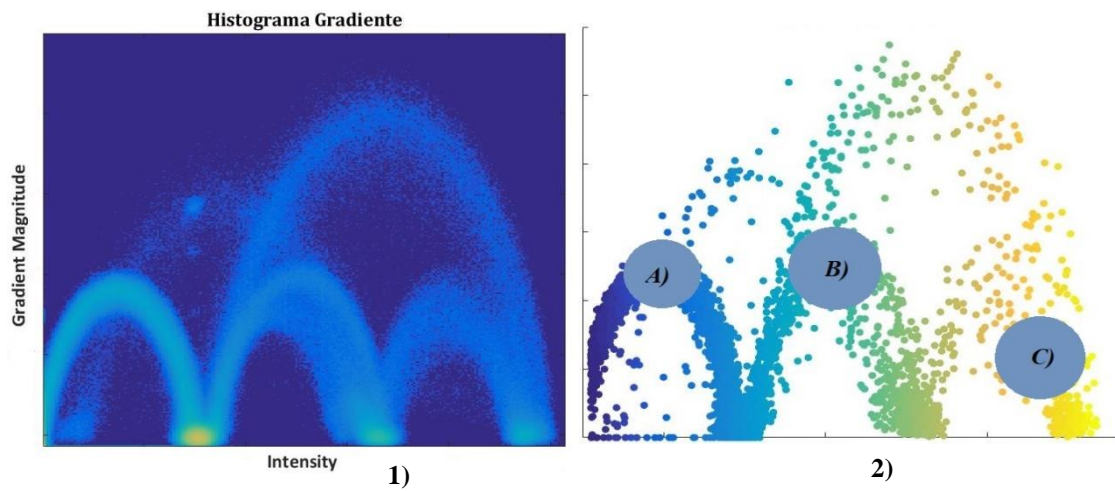 Histograma Gradiente
Gradient Magnitude
Intensity
1)
A)
B)
C)
2)